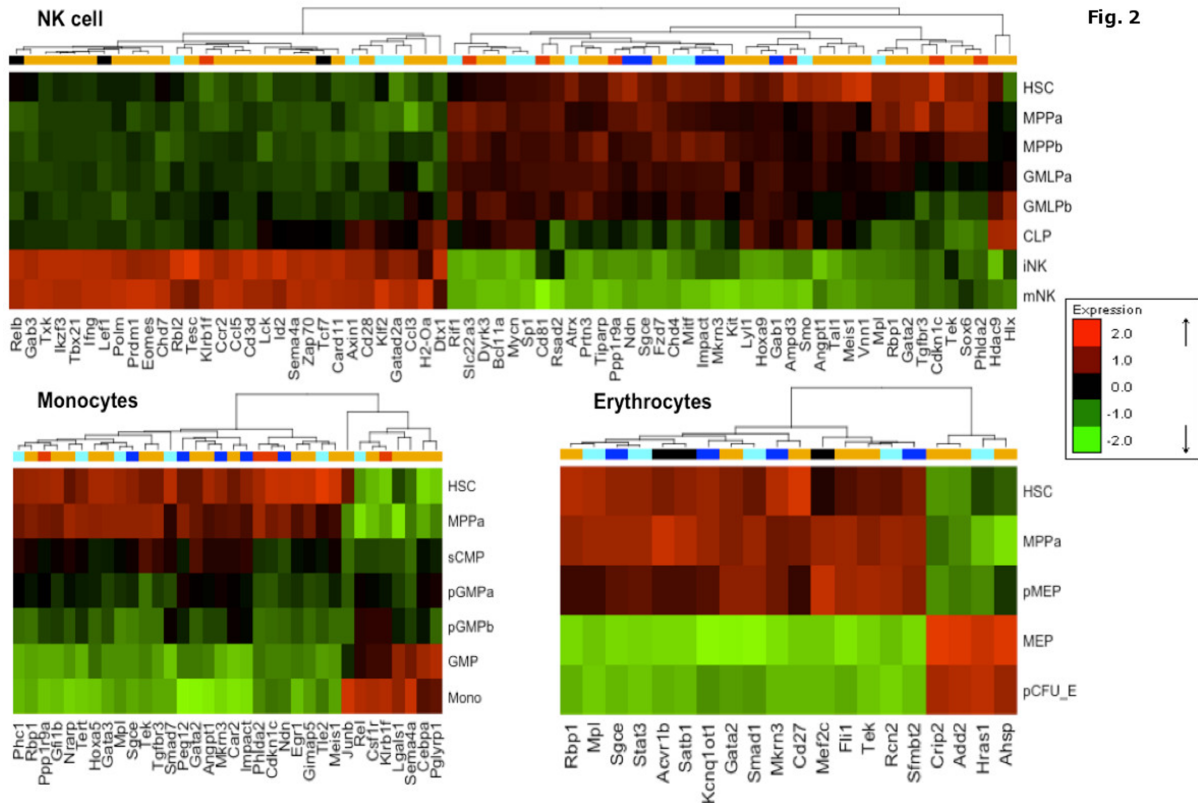 NK cell
Fig. 2
HSC
MPPa
MPPb
GMLPa
GMLPb
CLP
iNK
mNK
Relb Gab3 Txk Ikzf3 Tbx21 Ifng Lef1 Polm Prdm1 Eomes Chd7 Rbl2 Tesc Klrb1f Ccr2 Ccl5 Cd3d Lck Id2 Sema4a Zap70 Tcf7 Card11 Axin1 Cd28 Klf2 Gatad2a Ccl3 H2-Oa Dtx1 Rif1 Slc22a3 Dyrk3 Bcl11a Mycn Sp1 Cd81 Rsad2 Atrx Prtn3 Tiparp Ppp1r9a Ndn Sgce Fzd7 Chd4 Mitf Impact Mkrn3 Kit Lyl1 Hoxa9 Gab1 Ampd3 Smo Angpt1 Tal1 Meis1 Vnn1 Mpl Rbp1 Gata2 Tgfbr3 Cdkn1c Tek Sox6 Phlda2 Hdac9 Hlx
Expression
2.0
1.0
0.0
-1.0
-2.0
Monocytes
HSC
MPPa
sCMP
pGMPa
pGMPb
GMP
Mono
Phc1 Rbp1 Ppp1r9a Gfi1b Nrarp Tert Hoxa5 Gata3 Mpl Sgce Tek Tgfbr3 Smad7 Peg12 Gata2 Angpt1 Mkrn3 Car2 Impact Phlda2 Cdkn1c Ndn Egr1 Gimap5 Tie2 Meis1 Junb Rel Csf1r Klrb1f Lgals1 Sema4a Cebpa Pglyrp1
Erythrocytes
HSC
MPPa
pMEP
MEP
pCFU_E
Rbp1 Mpl Sgce Stat3 Acvr1b Satb1 Kcnq1ot1 Gata2 Smad1 Mkrn3 Cd27 Mef2c Fli1 Tek Rcn2 Sfmbt2 Crip2 Add2 Hras1 Ahsp